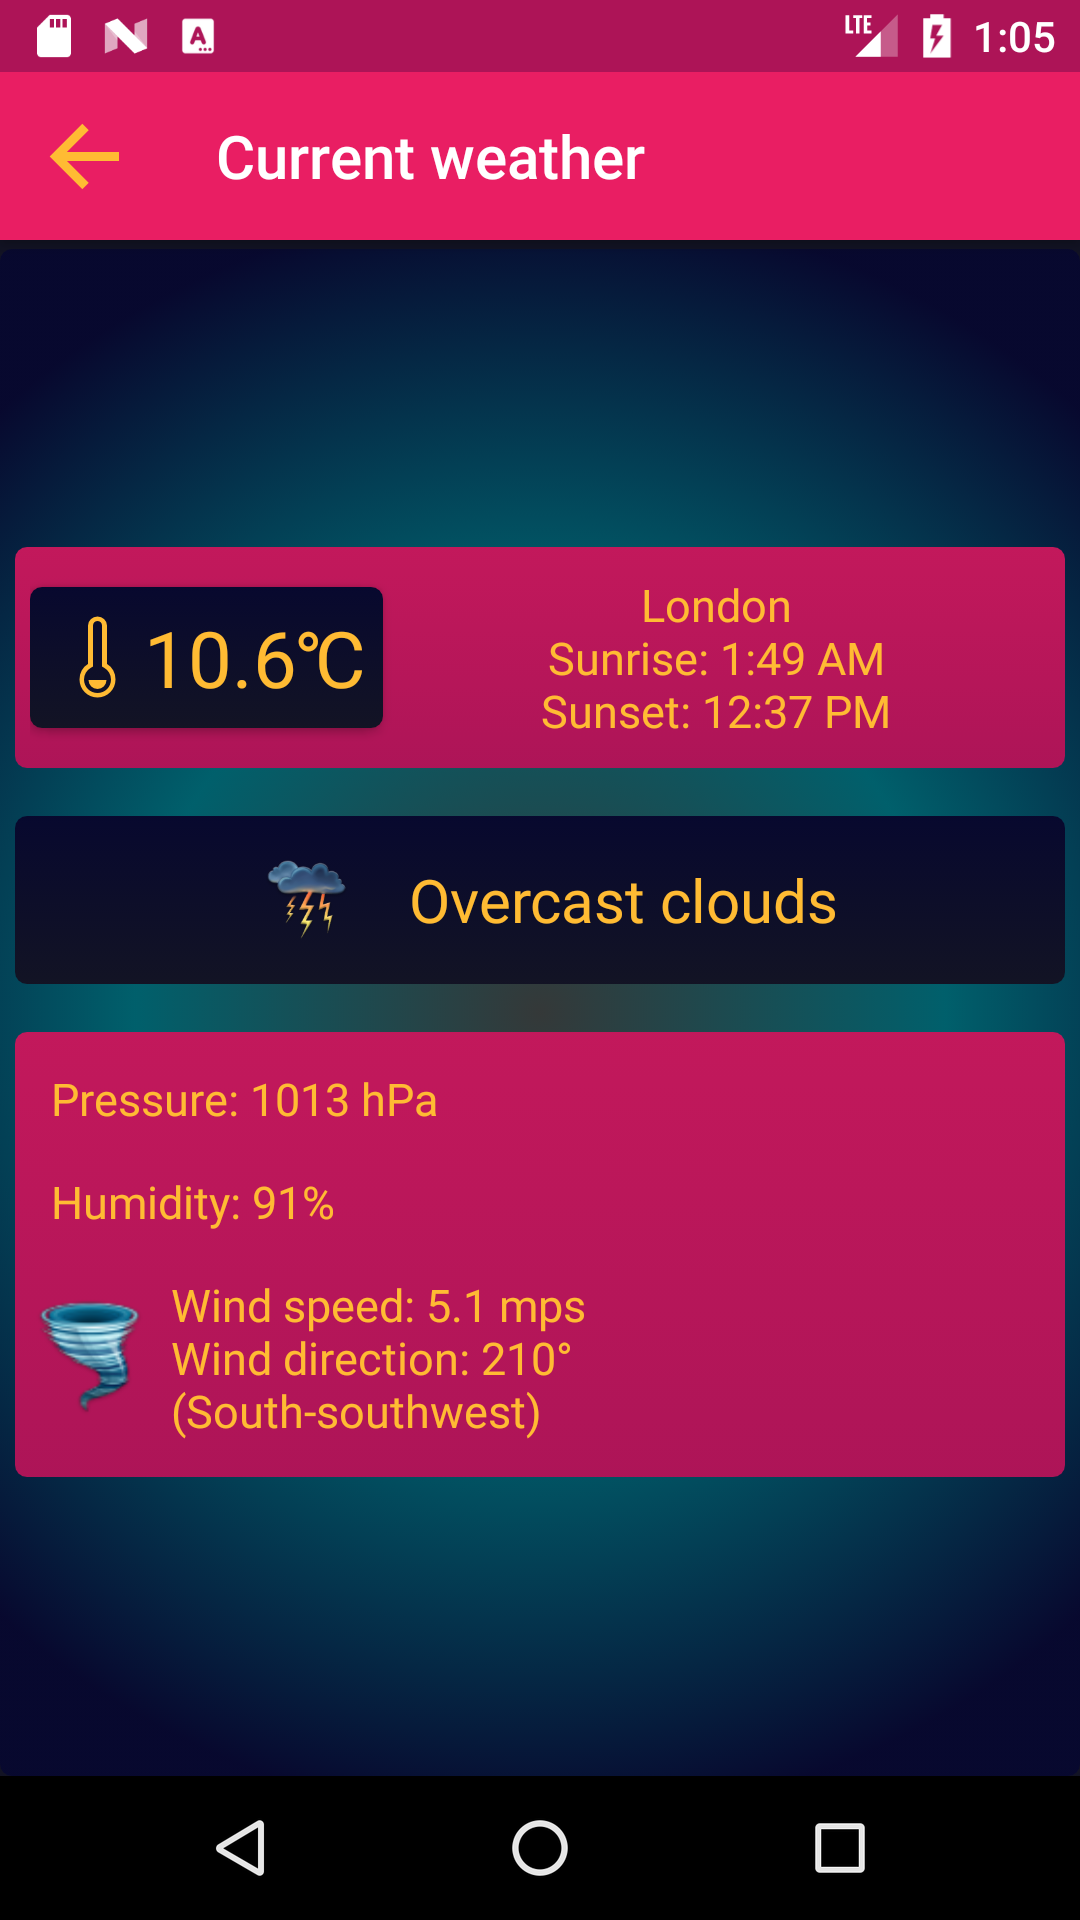 LTE 1:05
Current weather
10.6℃
London
Sunrise: 1:49 AM
Sunset: 12:37 PM
Overcast clouds
Pressure: 1013 hPa
Humidity: 91%
Wind speed: 5.1 mps
Wind direction: 210°
(South-southwest)